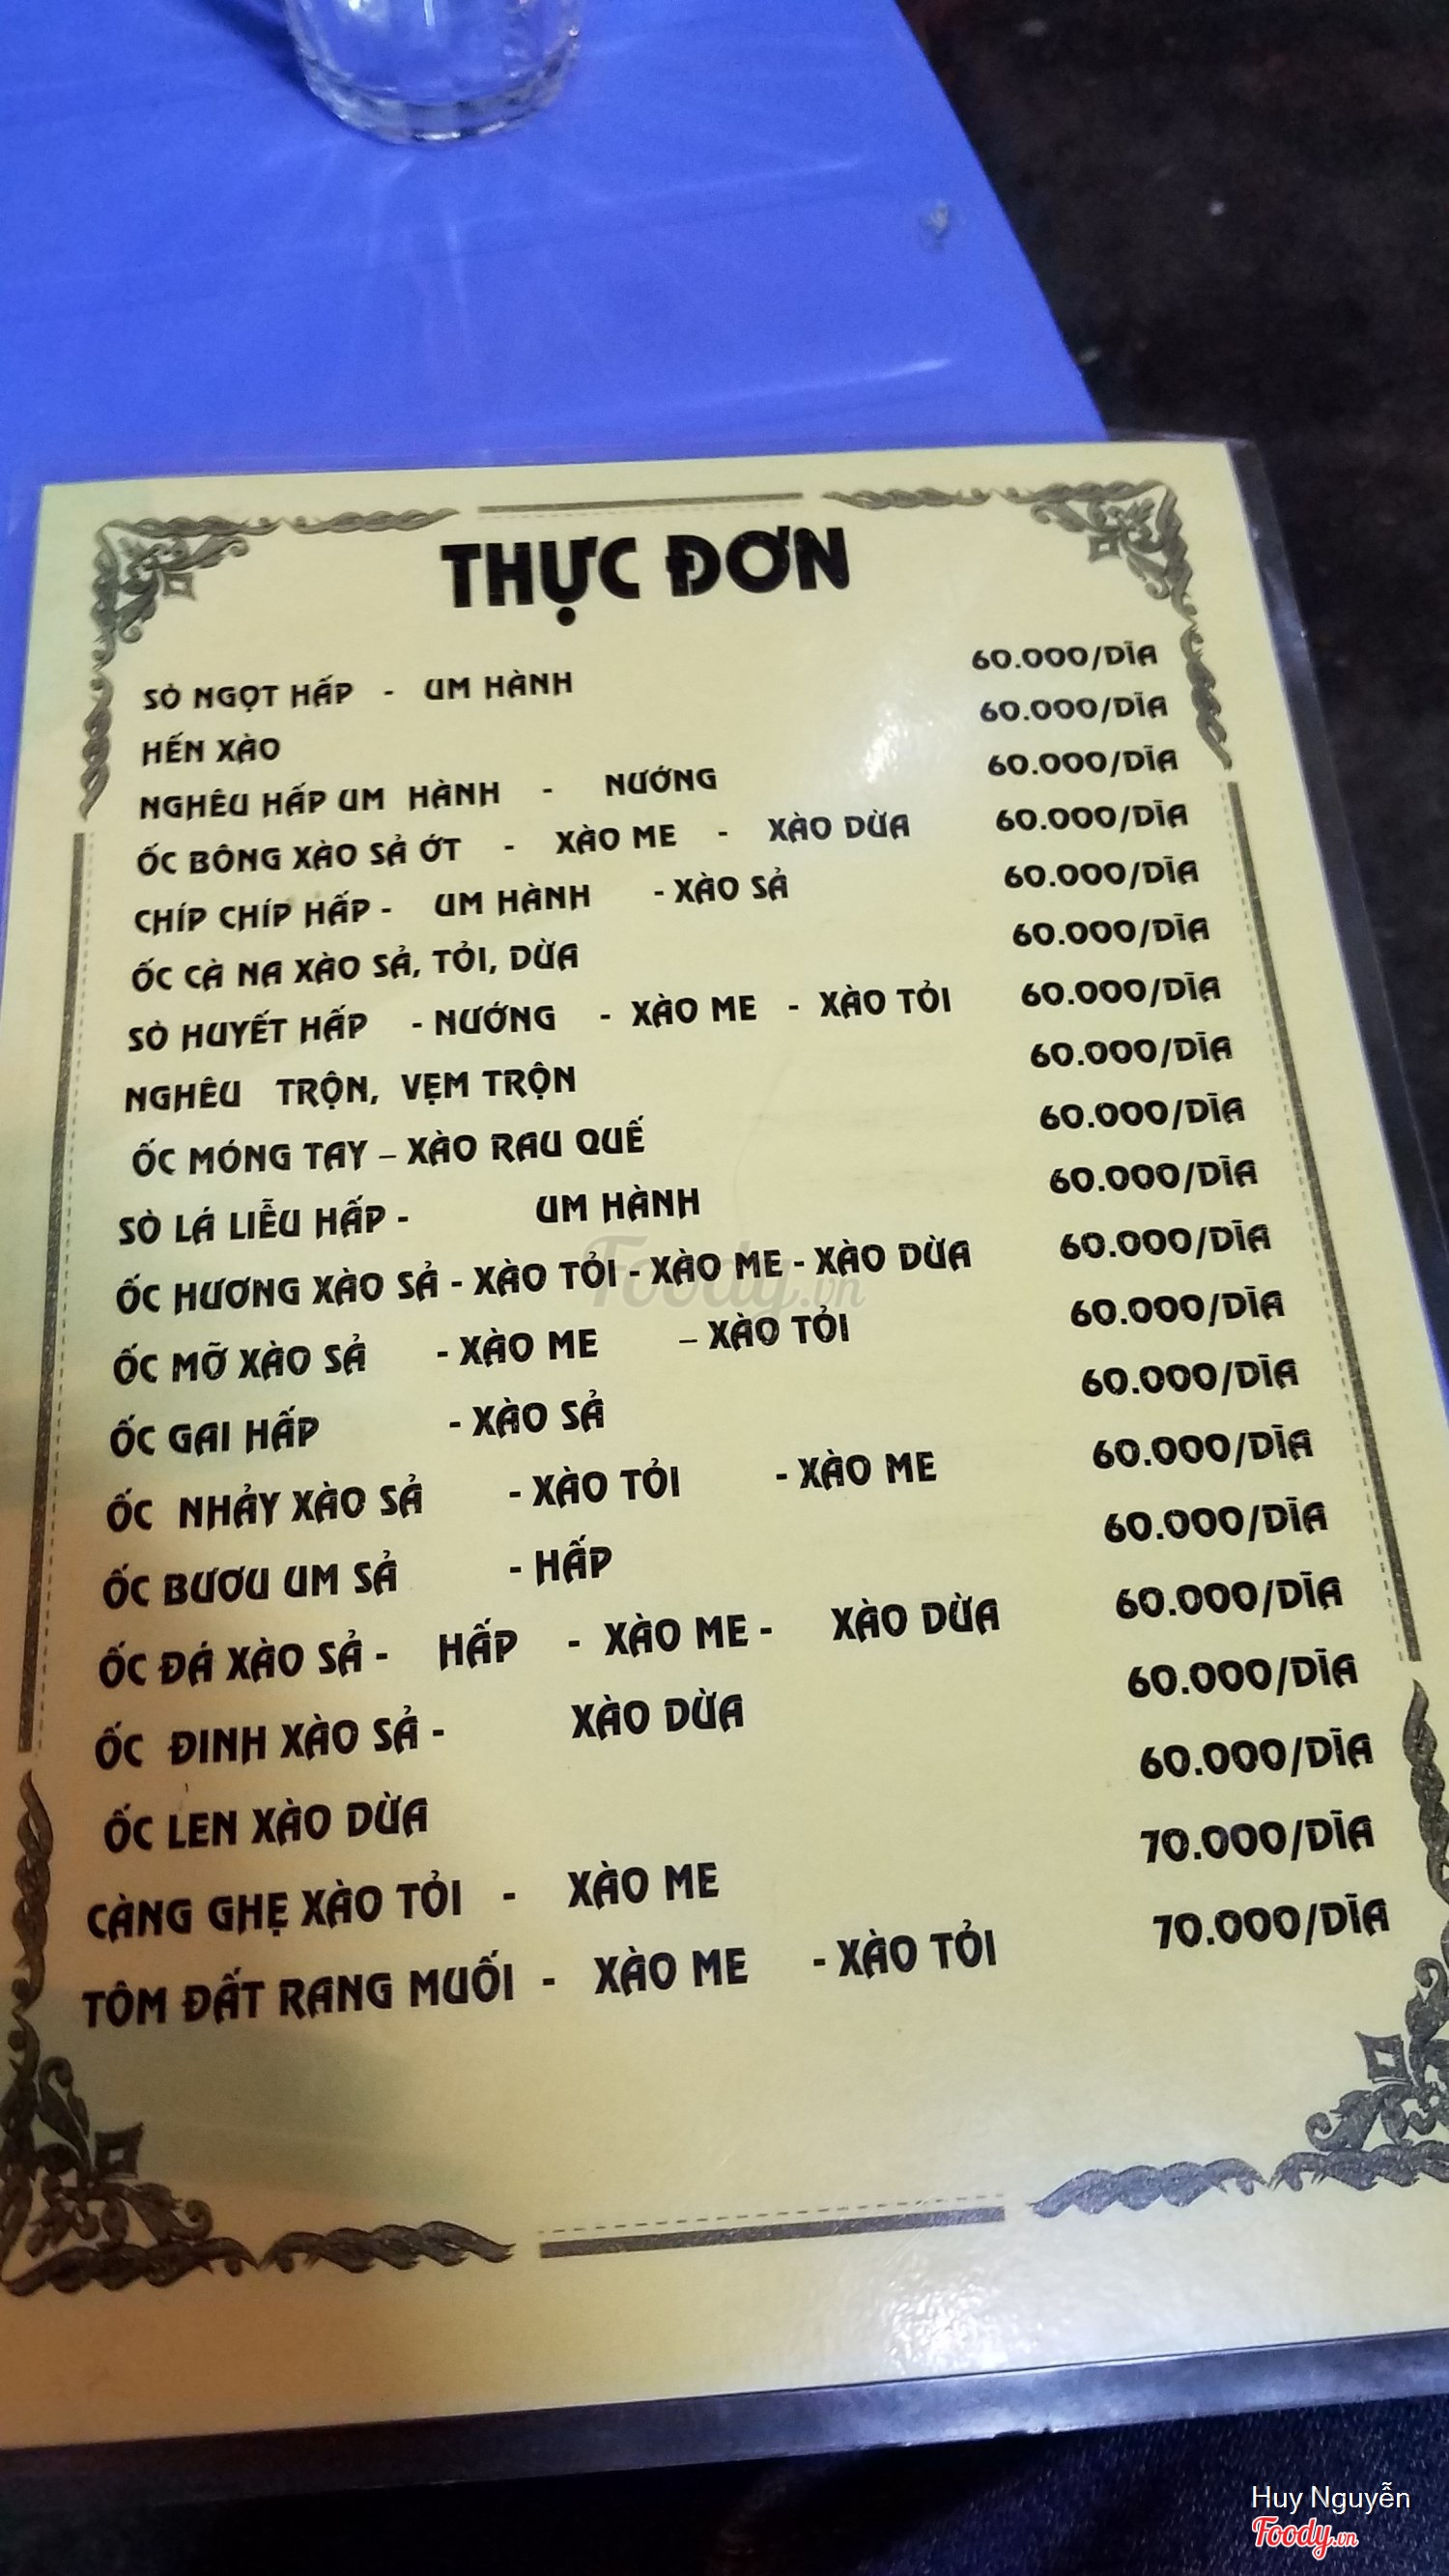 THỰC ĐƠN
SÒ NGỌT HẤP - UM HÀNH 60.000/DĨA
HẾN XÀO 60.000/DĨA
NGHÊU HẤP UM HÀNH - NƯỚNG 60.000/DĨA
ỐC BÔNG XÀO SẢ ỚT - XÀO ME - XÀO DỪA 60.000/DĨA
CHÍP CHÍP HẤP - UM HÀNH - XÀO SẢ 60.000/DĨA
ỐC CÀ NA XÀO SẢ, TỎI, DỪA 60.000/DĨA
SÒ HUYẾT HẤP - NƯỚNG - XÀO ME - XÀO TỎI 60.000/DĨA
NGHÊU TRỘN, VẸM TRỘN 60.000/DĨA
ỐC MÓNG TAY – XÀO RAU QUẾ 60.000/DĨA
SÒ LÁ LIỄU HẤP - UM HÀNH 60.000/DĨA
ỐC HƯƠNG XÀO SẢ - XÀO TỎI - XÀO ME - XÀO DỪA 60.000/DĨA
ỐC MỠ XÀO SẢ - XÀO ME – XÀO TỎI 60.000/DĨA
ỐC GAI HẤP - XÀO SẢ 60.000/DĨA
ỐC NHẢY XÀO SẢ - XÀO TỎI - XÀO ME 60.000/DĨA
ỐC BƯƠU UM SẢ - HẤP 60.000/DĨA
ỐC ĐÁ XÀO SẢ - HẤP - XÀO ME - XÀO DỪA 60.000/DĨA
ỐC ĐINH XÀO SẢ - XÀO DỪA 60.000/DĨA
ỐC LEN XÀO DỪA 60.000/DĨA
CÀNG GHẸ XÀO TỎI - XÀO ME 70.000/DĨA
TÔM ĐẤT RANG MUỐI - XÀO ME - XÀO TỎI 70.000/DĨA
Foody.vn
Huy Nguyễn
Foody.vn